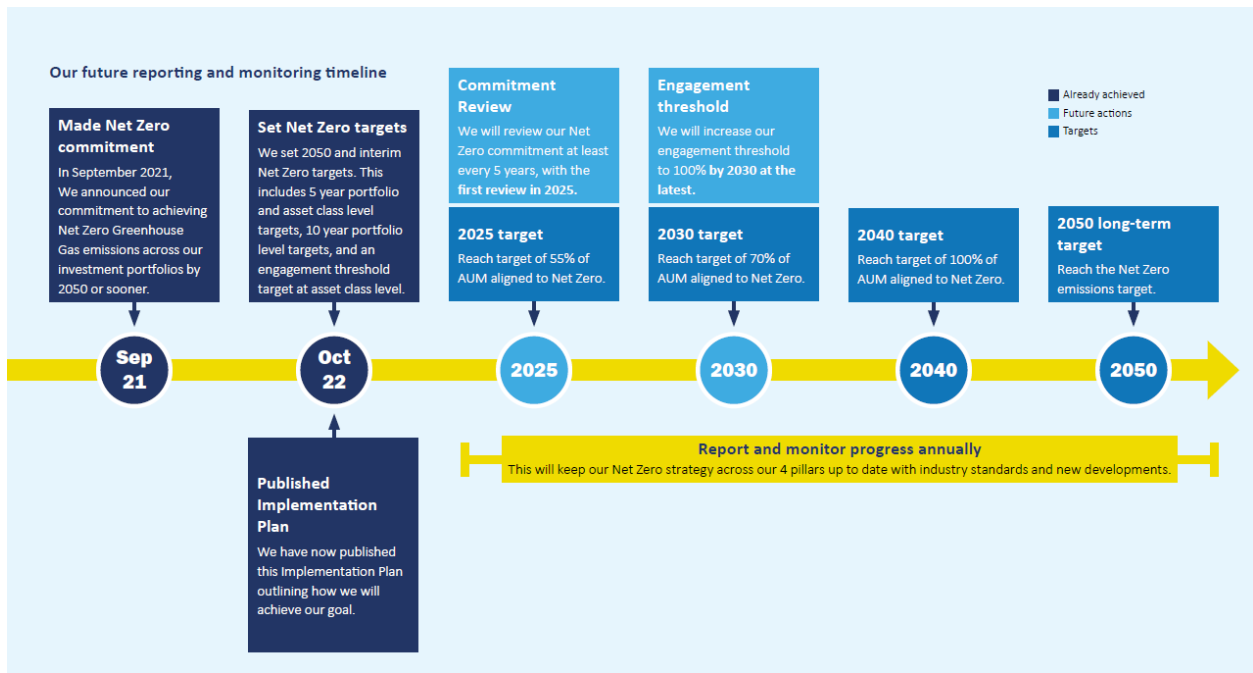 Our future reporting and monitoring timeline
Already achieved
Future actions
Targets
Made Net Zero
commitment
In September 2021,
We announced our
commitment to achieving
Net Zero Greenhouse
Gas emissions across our
investment portfolios by
2050 or sooner.
Set Net Zero targets
We set 2050 and interim
Net Zero targets. This
includes 5 year portfolio
and asset class level
targets, 10 year portfolio
level targets, and an
engagement threshold
target at asset class level.
Commitment
Review
We will review our Net
Zero commitment at least
every 5 years, with the
first review in 2025.
2025 target
Reach target of 55% of
AUM aligned to Net Zero.
Engagement
threshold
We will increase our
engagement threshold
to 100% by 2030 at the
latest.
2030 target
Reach target of 70% of
AUM aligned to Net Zero.
2040 target
Reach target of 100% of
AUM aligned to Net Zero.
2050 long-term
target
Reach the Net Zero
emissions target.
Sep
21
Oct
22
2025
2030
2040
2050
Published
Implementation
Plan
We have now published
this Implementation Plan
outlining how we will
achieve our goal.
Report and monitor progress annually
This will keep our Net Zero strategy across our 4 pillars up to date with industry standards and new developments.